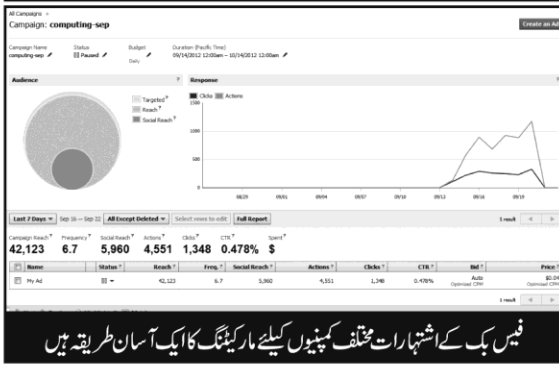 All Campaigns
Campaign: computing-sep
Create an Ad
Campaign Name Status Budget Duration (Pacific Time)
computing-sep Paused Daily 09/14/2012 12:00am – 10/14/2012 12:00am
Audience ? Response
Targeted ?
Reach ?
Social Reach ?
Clicks Actions
1500
1000
500
0
08/29 09/01 09/04 09/07 09/10 09/13 09/16 09/19
Last 7 Days Sep 16 — Sep 22 All Except Deleted Select rows to edit Full Report 1 result
Campaign Reach ? Frequency ? Social Reach ? Actions ? Clicks ? CTR ? Spent ?
42,123 6.7 5,960 4,551 1,348 0.478% $
Name Status ? Reach ? Freq. ? Social Reach ? Actions ? Clicks ? CTR ? Bid ? Price
My Ad 42,123 6.7 5,960 4,551 1,348 0.478% Auto $0.04
Optimized CPM Optimized CPM
1 result
فیس بک کے اشتہارات مختلف کمپنیوں کیلئے مارکیٹنگ کا ایک آسان طریقہ ہیں